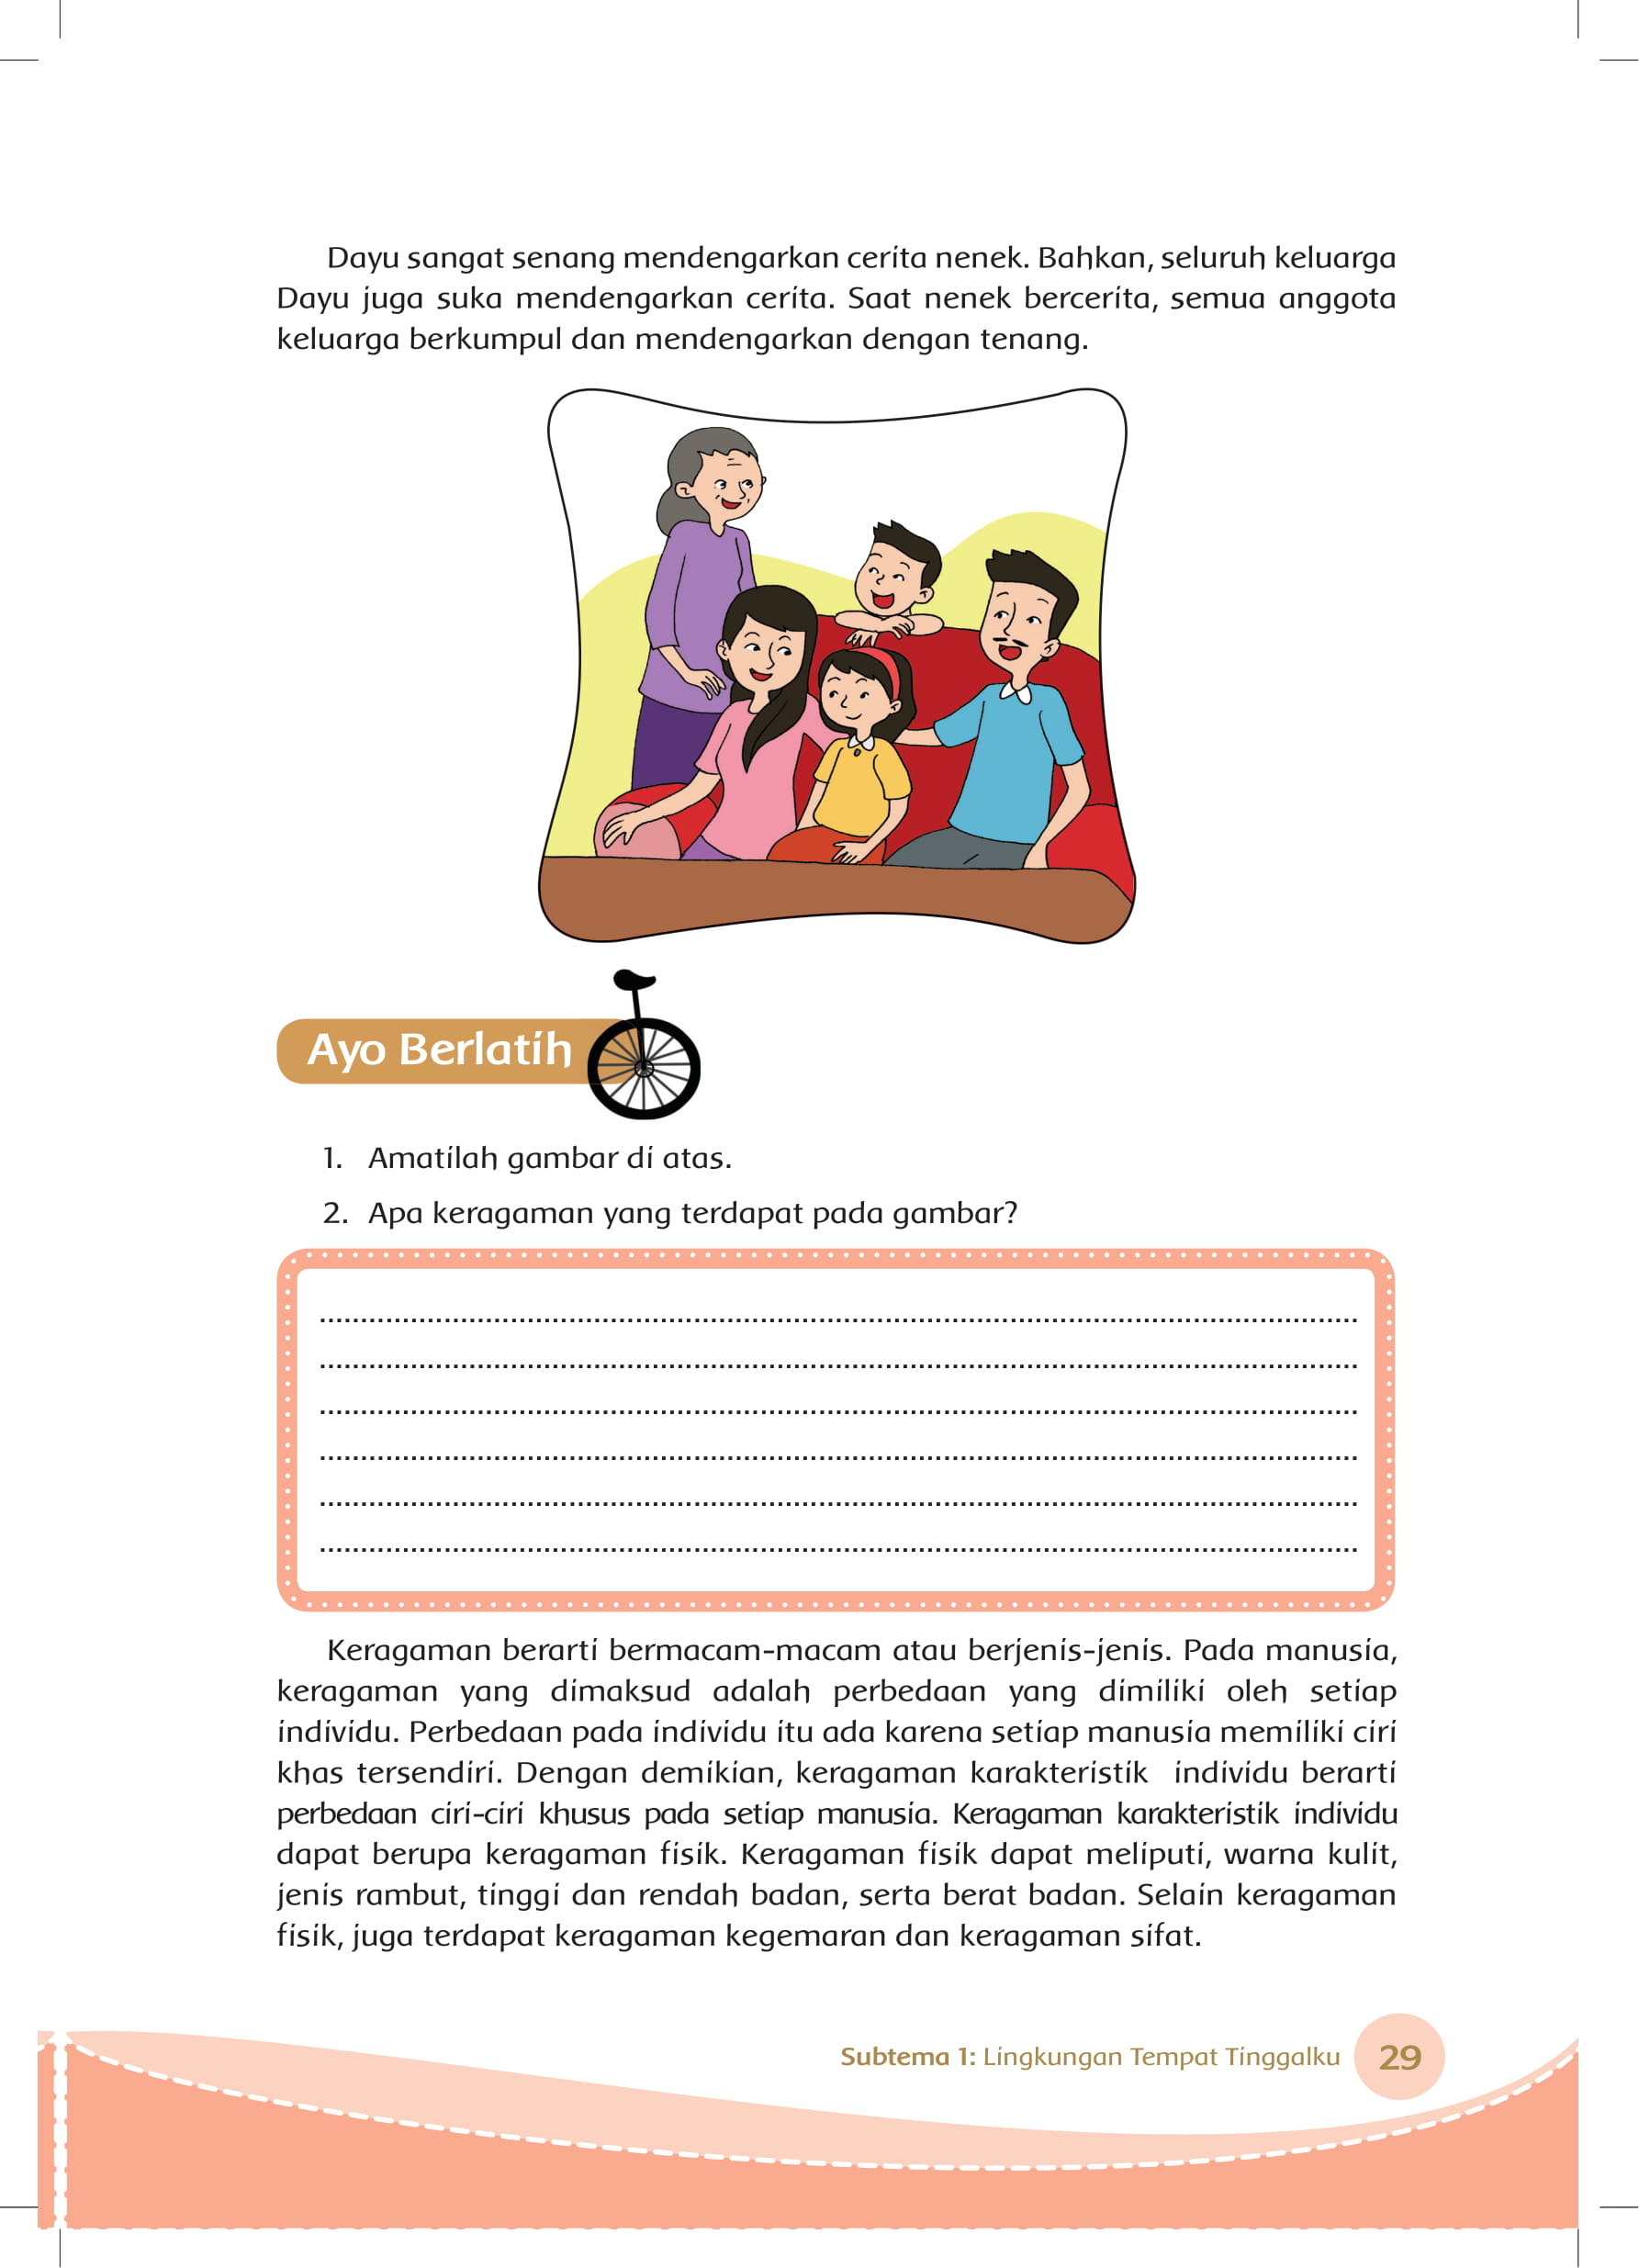 Dayu sangat senang mendengarkan cerita nenek. Bahkan, seluruh keluarga
Dayu juga suka mendengarkan cerita. Saat nenek bercerita, semua anggota
keluarga berkumpul dan mendengarkan dengan tenang.
Ayo Berlatih
1. Amatilah gambar di atas.
2. Apa keragaman yang terdapat pada gambar?
Keragaman berarti bermacam-macam atau berjenis-jenis. Pada manusia,
keragaman yang dimaksud adalah perbedaan yang dimiliki oleh setiap
individu. Perbedaan pada individu itu ada karena setiap manusia memiliki ciri
khas tersendiri. Dengan demikian, keragaman karakteristik individu berarti
perbedaan ciri-ciri khusus pada setiap manusia. Keragaman karakteristik individu
dapat berupa keragaman fisik. Keragaman fisik dapat meliputi, warna kulit,
jenis rambut, tinggi dan rendah badan, serta berat badan. Selain keragaman
fisik, juga terdapat keragaman kegemaran dan keragaman sifat.
Subtema 1: Lingkungan Tempat Tinggalku 29